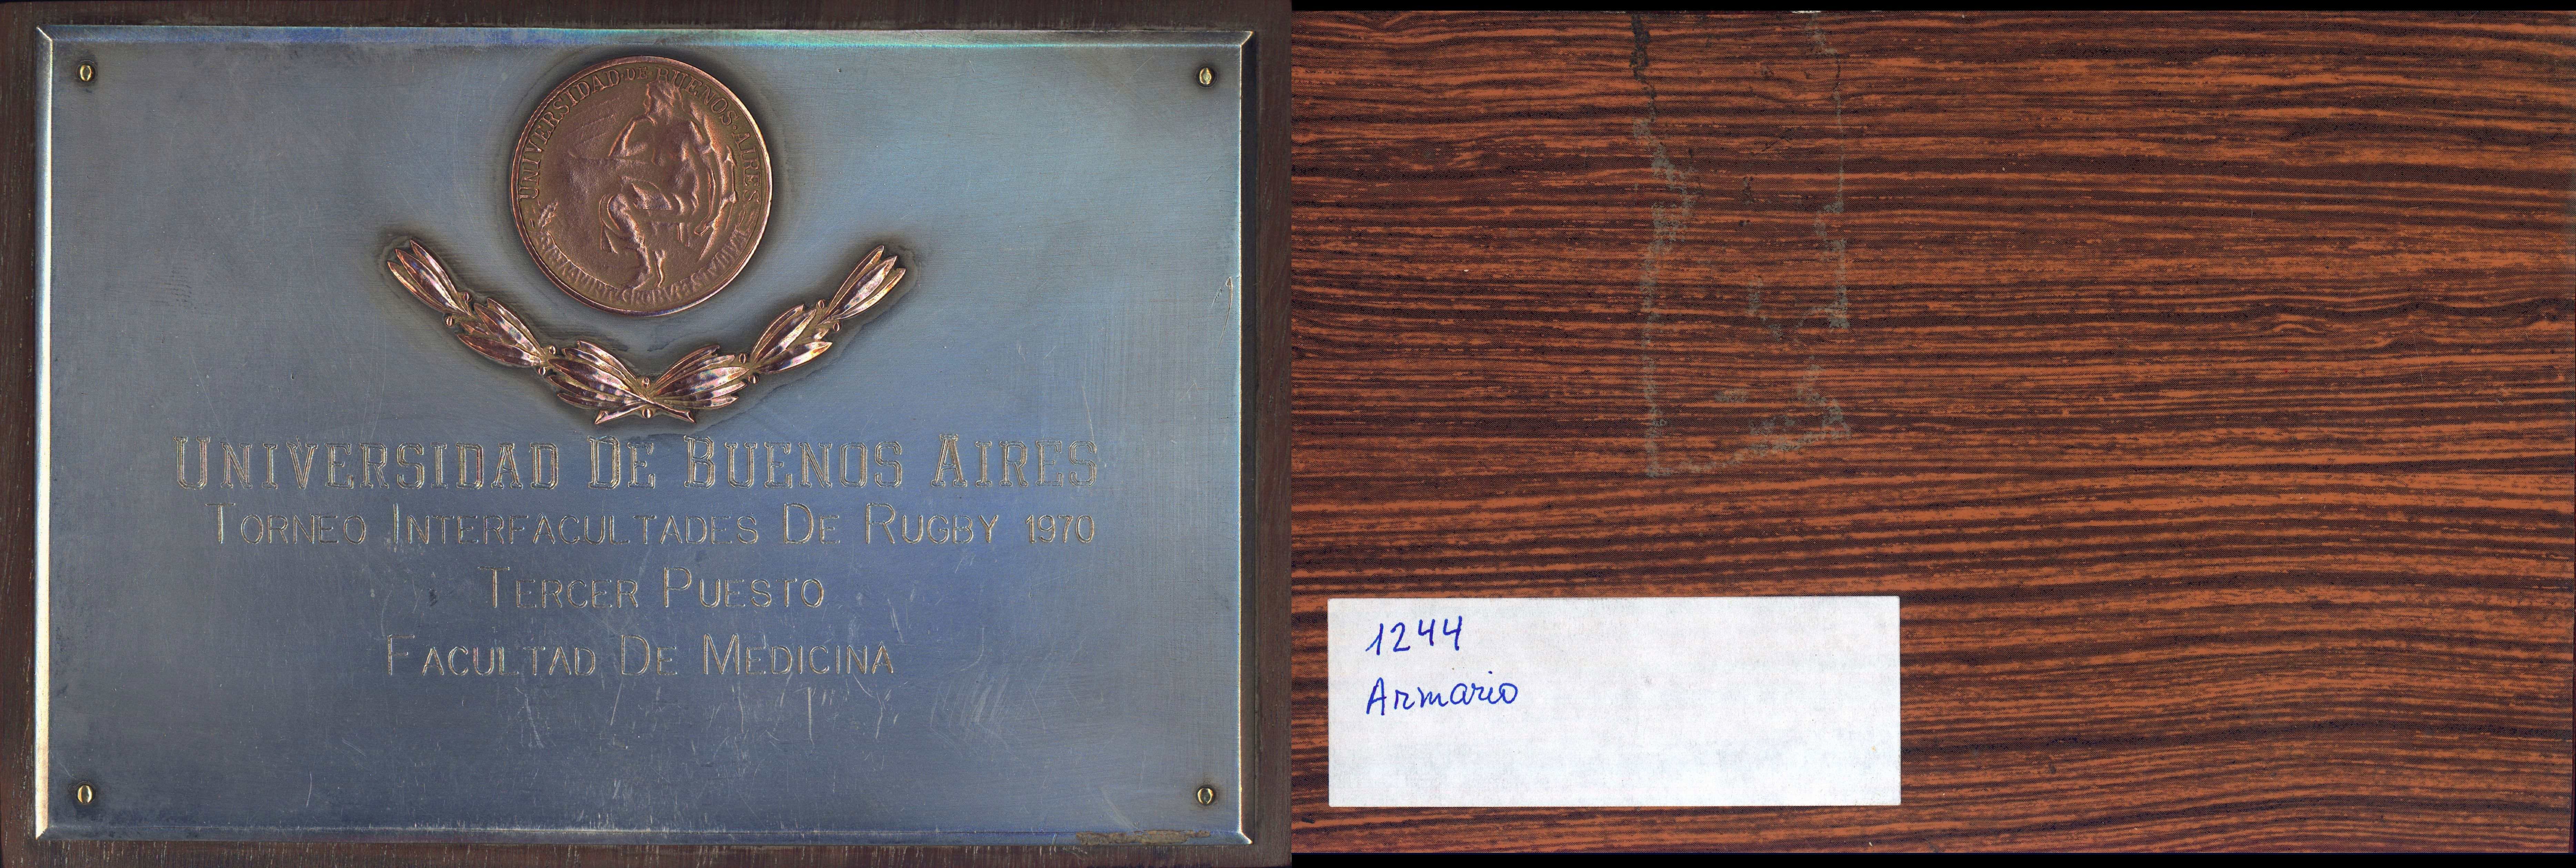 UNIVERSIDAD DE BUENOS AIRES
UNIVERSIDAD DE BUENOS AIRES
TORNEO INTERFACULTADES DE RUGBY 1970
TERCER PUESTO
FACULTAD DE MEDICINA
1244
Armario